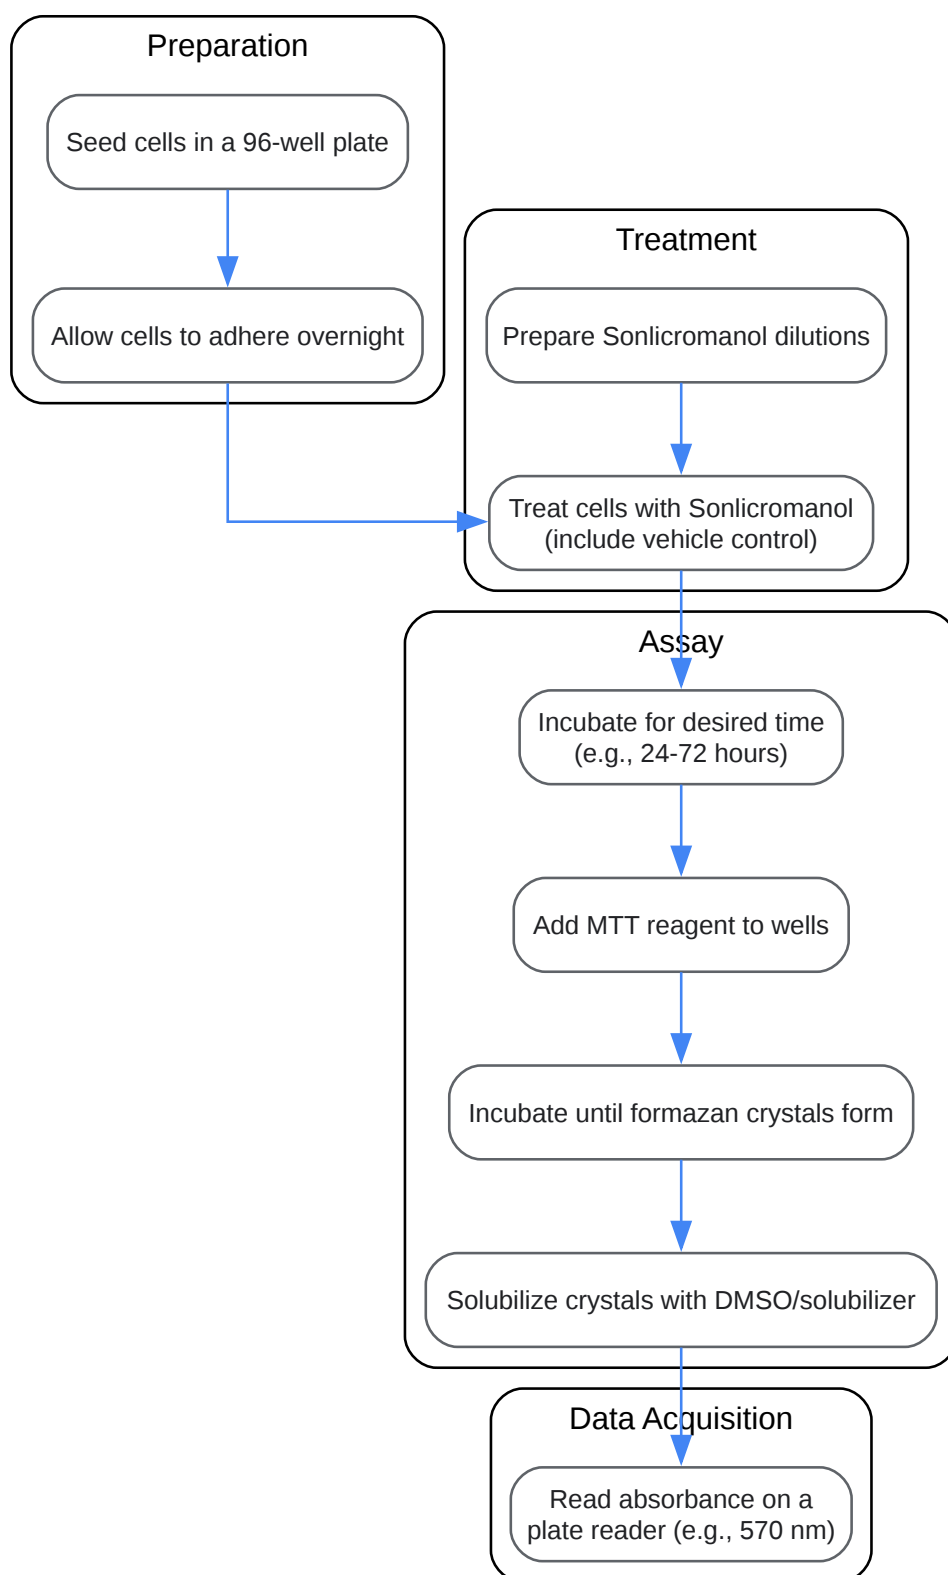 Preparation
Seed cells in a 96-well plate
Allow cells to adhere overnight
Treatment
Prepare Sonlicromanol dilutions
Treat cells with Sonlicromanol
(include vehicle control)
Assay
Incubate for desired time
(e.g., 24-72 hours)
Add MTT reagent to wells
Incubate until formazan crystals form
Solubilize crystals with DMSO/solubilizer
Data Acquisition
Read absorbance on a
plate reader (e.g., 570 nm)